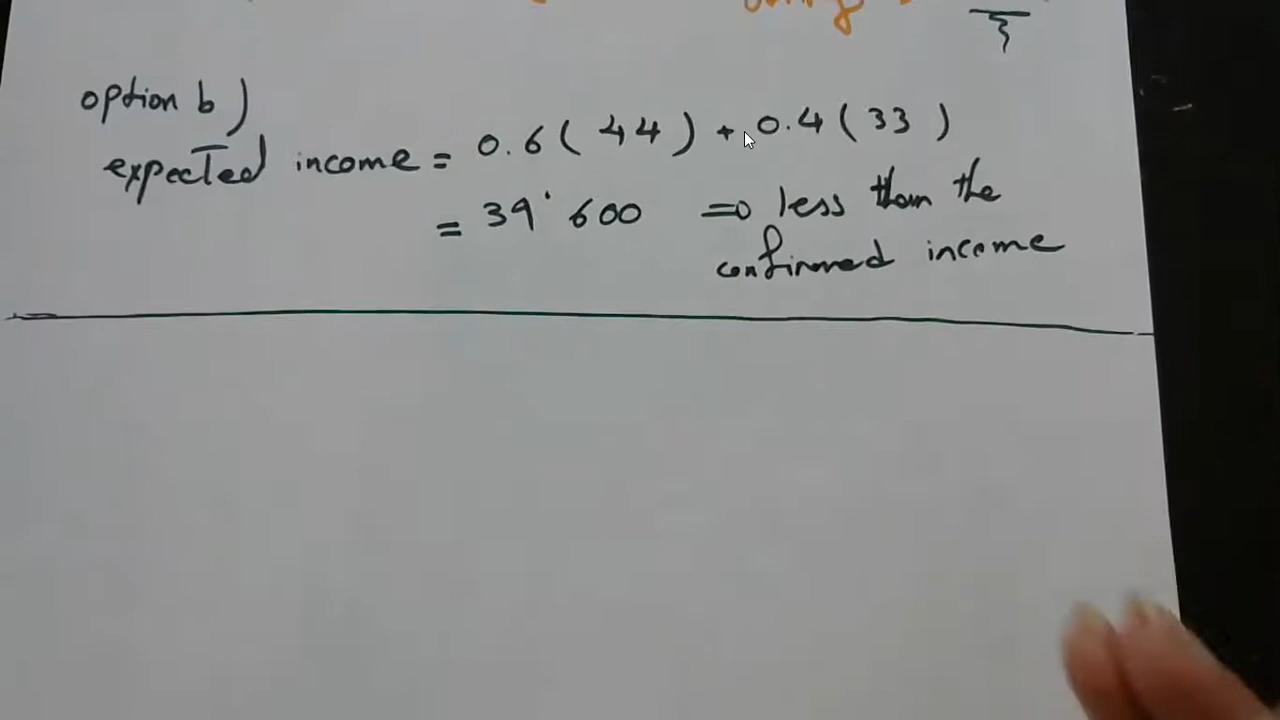 option b)
expected income = 0.6 ( 44 ) + 0.4 ( 33 )
= 39' 600 => less than the
confirmed income